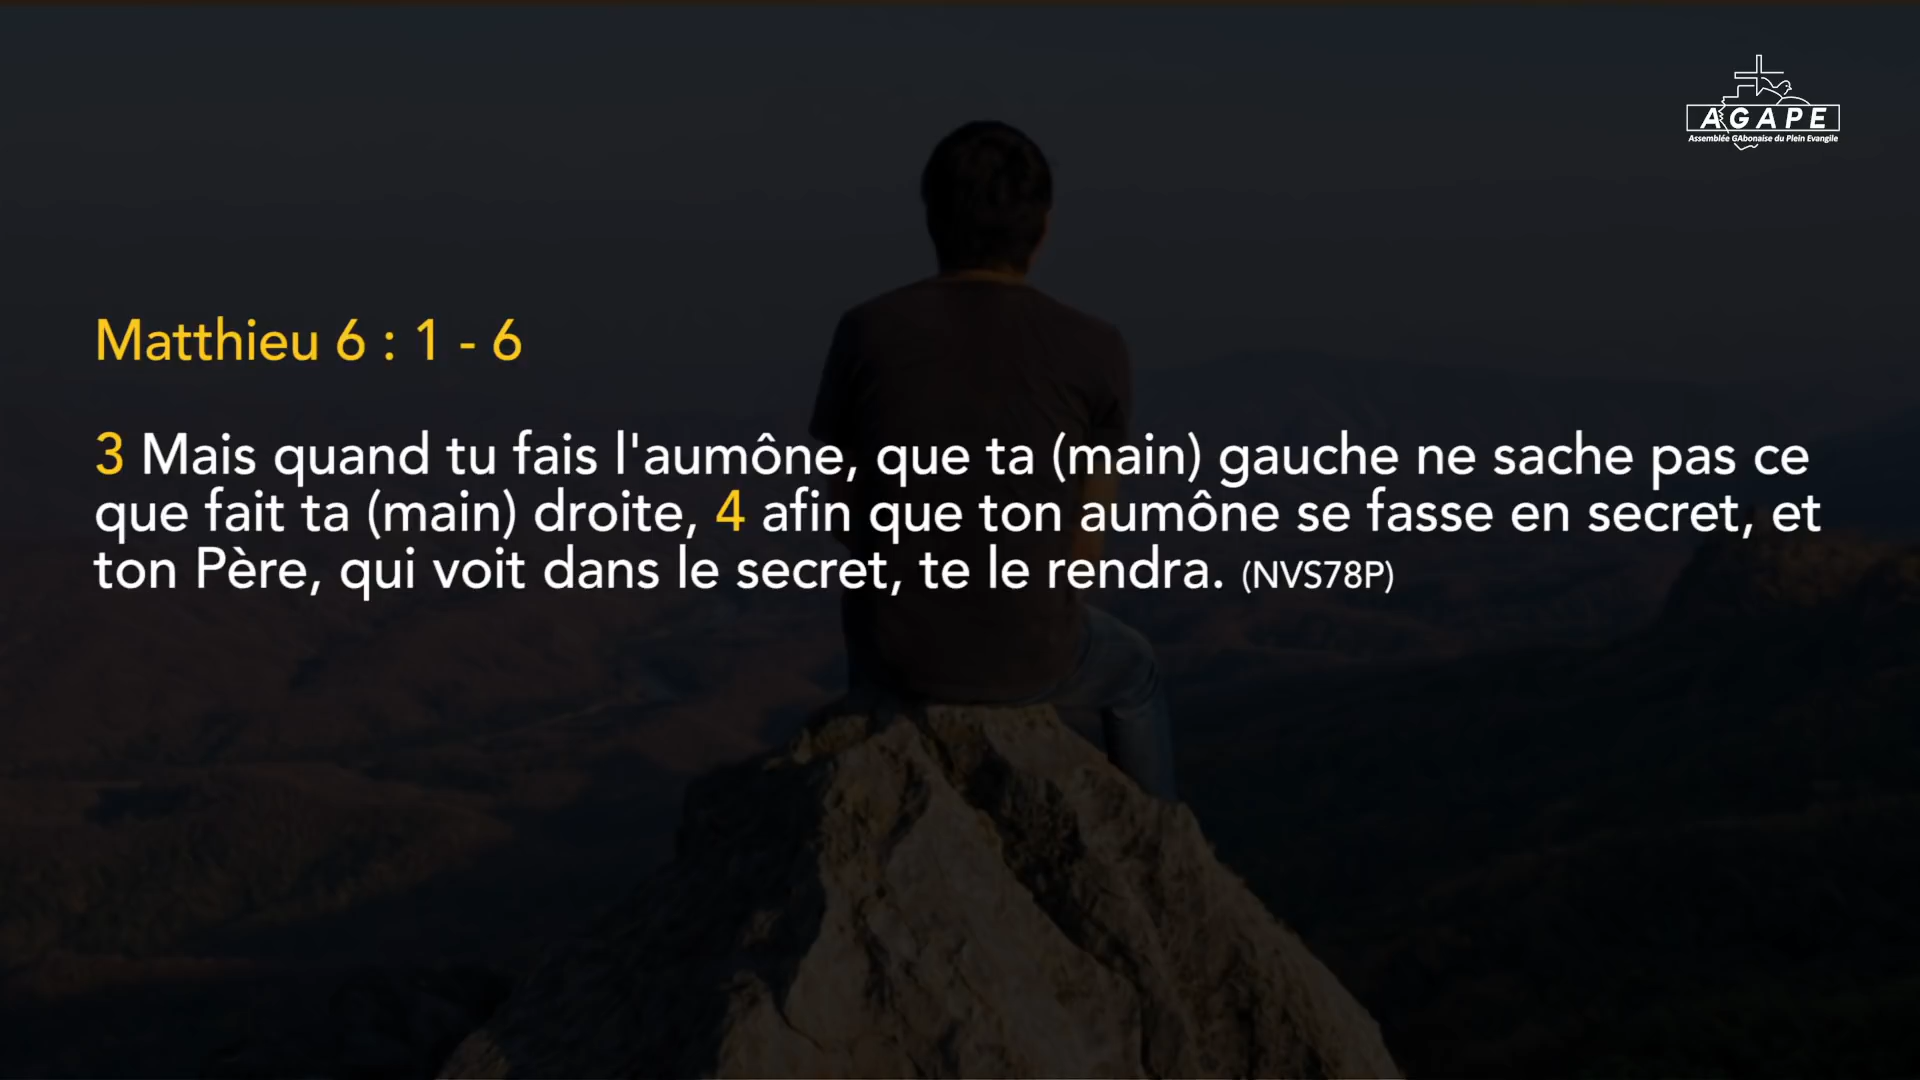 AGAPE
Assemblée GAbonaise du Plein Evangile
Matthieu 6 : 1 - 6
3 Mais quand tu fais l'aumône, que ta (main) gauche ne sache pas ce
que fait ta (main) droite, 4 afin que ton aumône se fasse en secret, et
ton Père, qui voit dans le secret, te le rendra. (NVS78P)